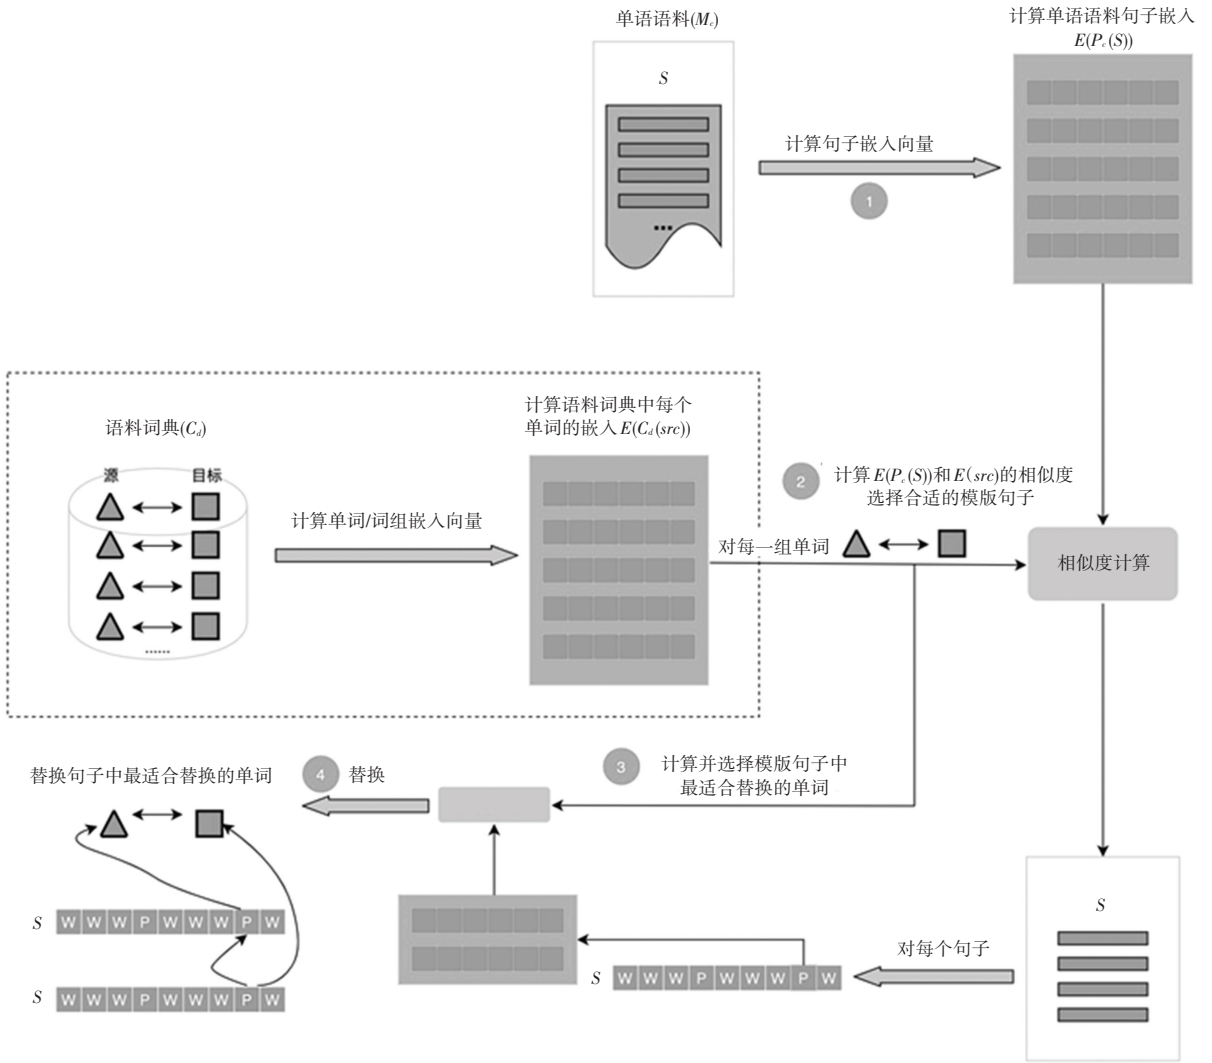 单语语料(Mc)
计算单语语料句子嵌入
E(Pc(S))
S
计算句子嵌入向量
1
...
语料词典(Cd)
计算语料词典中每个
单词的嵌入E(Cd(src))
源
目标
计算单词/词组嵌入向量
......
2
计算E(Pc(S))和E(src)的相似度
选择合适的模版句子
对每一组单词
相似度计算
替换句子中最适合替换的单词
4
替换
3
计算并选择模版句子中
最适合替换的单词
S
S W W W P W W W P W
对每个句子
S W W W P W W W P W
S W W W P W W W P W